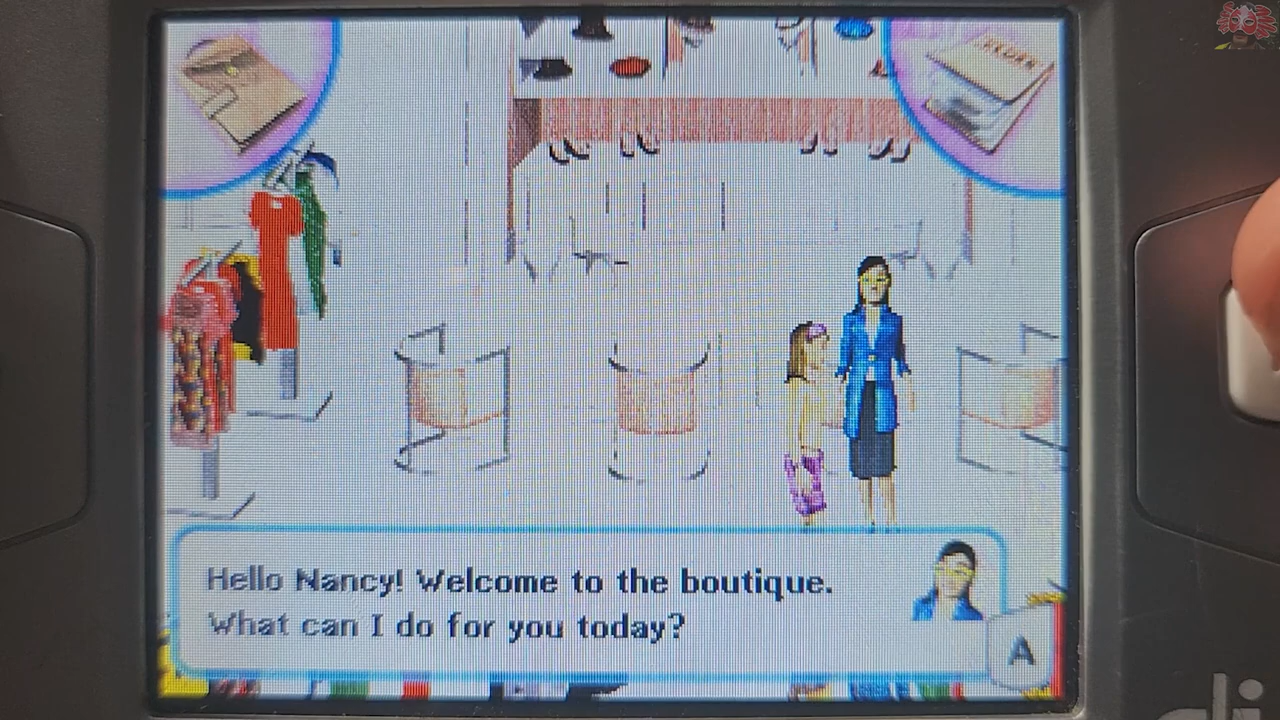 Hello Nancy! Welcome to the boutique.
What can I do for you today?
A